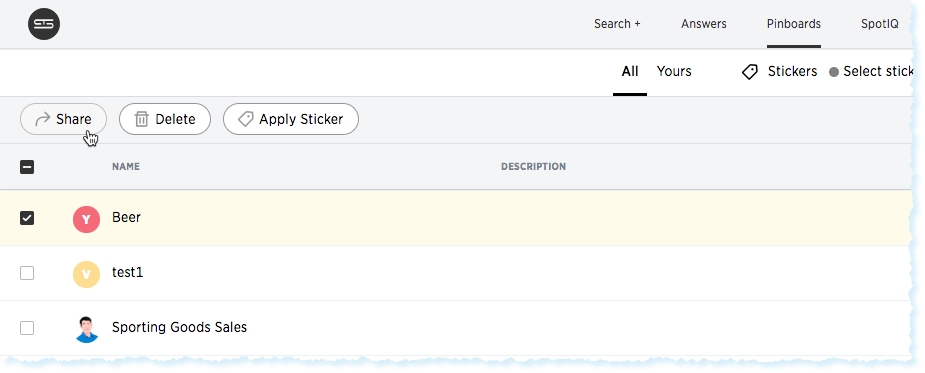 Search + Answers Pinboards SpotIQ
All Yours Stickers Select stick
Share Delete Apply Sticker
NAME DESCRIPTION
Y Beer
V test1
Sporting Goods Sales